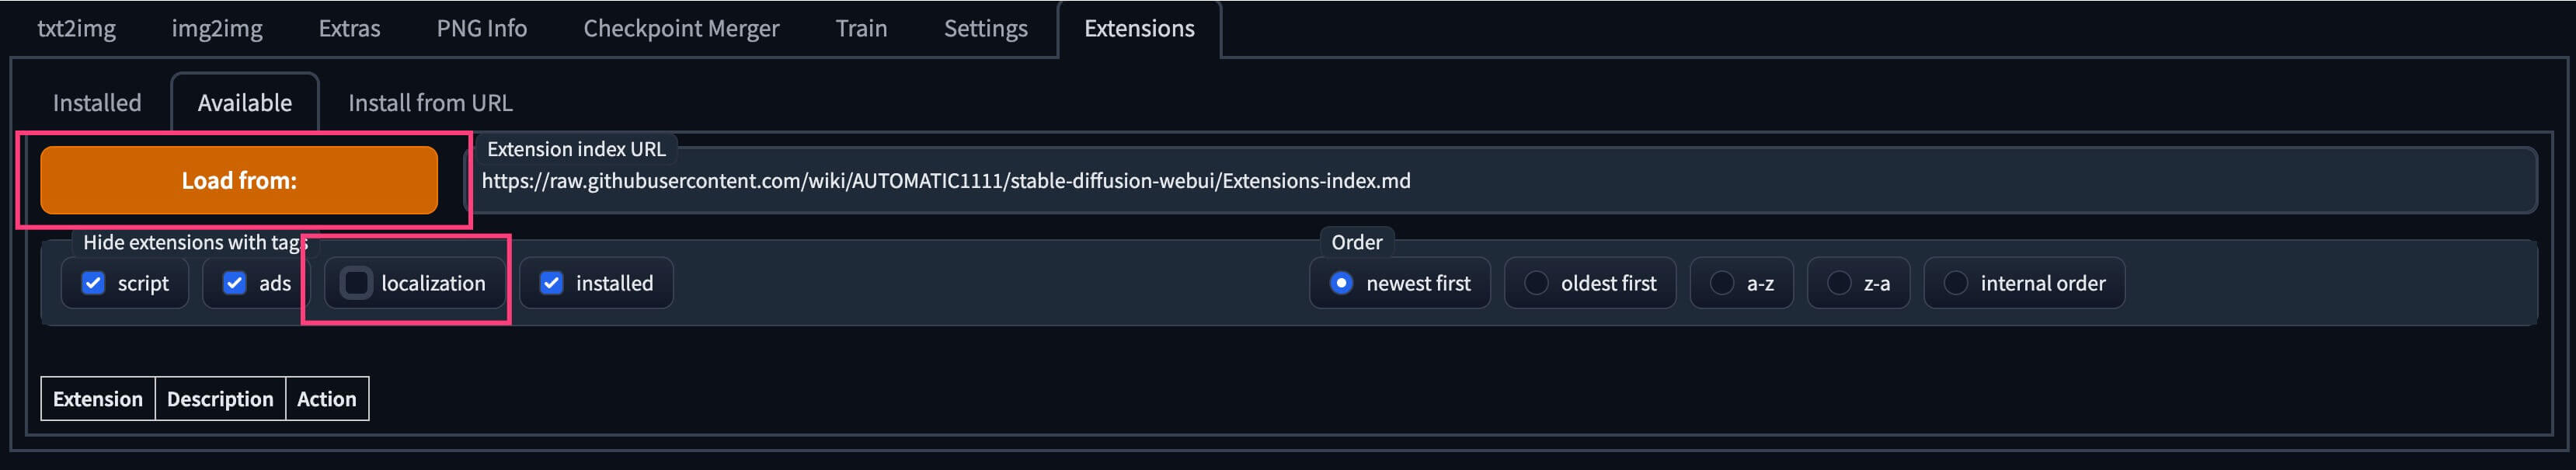 txt2img img2img Extras PNG Info Checkpoint Merger Train Settings Extensions
Installed Available Install from URL
Load from:
Extension index URL
https://raw.githubusercontent.com/wiki/AUTOMATIC1111/stable-diffusion-webui/Extensions-index.md
Hide extensions with tags
script ads localization installed
Order
newest first oldest first a-z z-a internal order
Extension Description Action